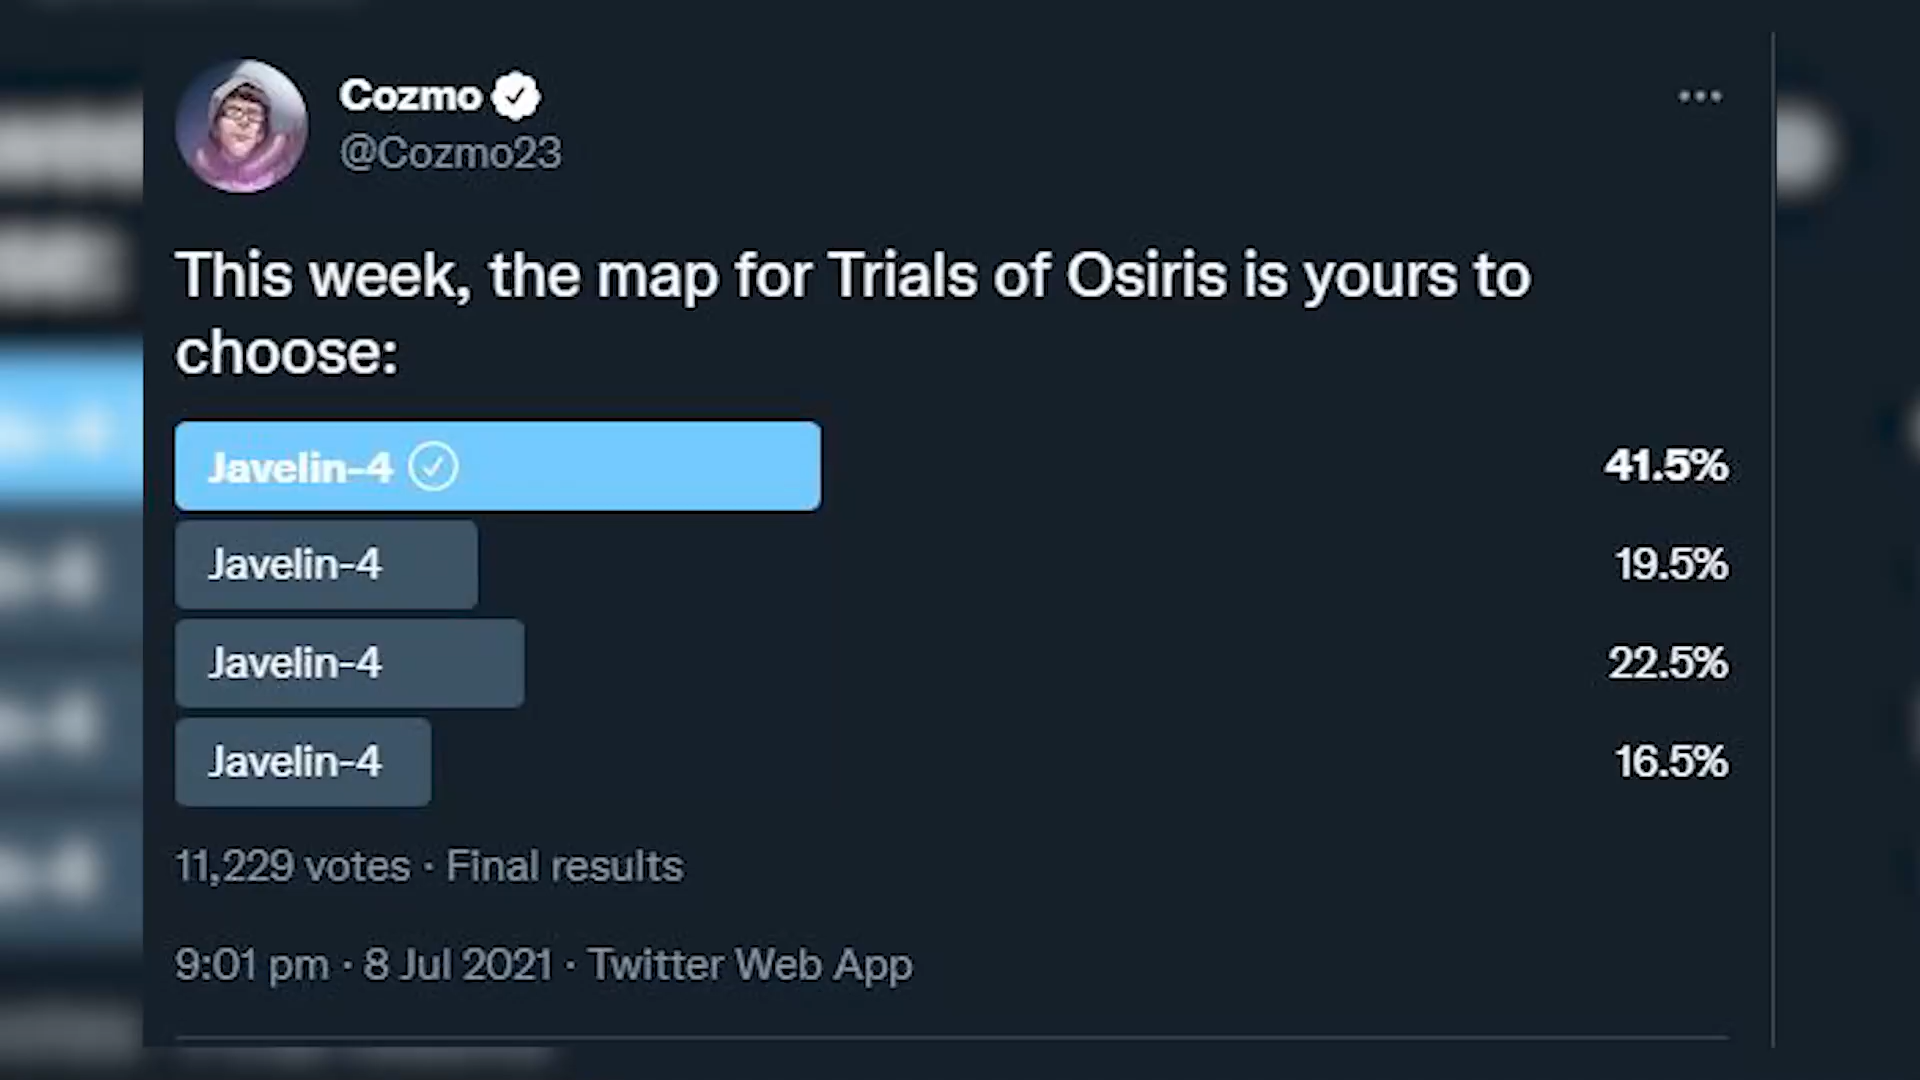 Cozmo
@Cozmo23
This week, the map for Trials of Osiris is yours to
choose:
Javelin-4 41.5%
Javelin-4 19.5%
Javelin-4 22.5%
Javelin-4 16.5%
11,229 votes · Final results
9:01 pm · 8 Jul 2021 · Twitter Web App